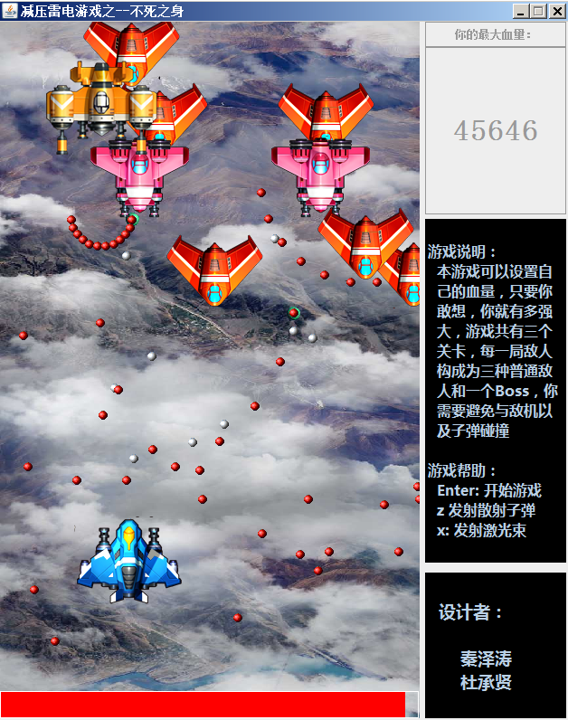 减压雷电游戏之--不死之身
你的最大血量:
45646
游戏说明：
本游戏可以设置自
己的血量，只要你
敢想，你就有多强
大，游戏共有三个
关卡，每一局敌人
构成为三种普通敌
人和一个Boss，你
需要避免与敌机以
及子弹碰撞
游戏帮助：
Enter: 开始游戏
z 发射散射子弹
x: 发射激光束
设计者：
秦泽涛
杜承贤